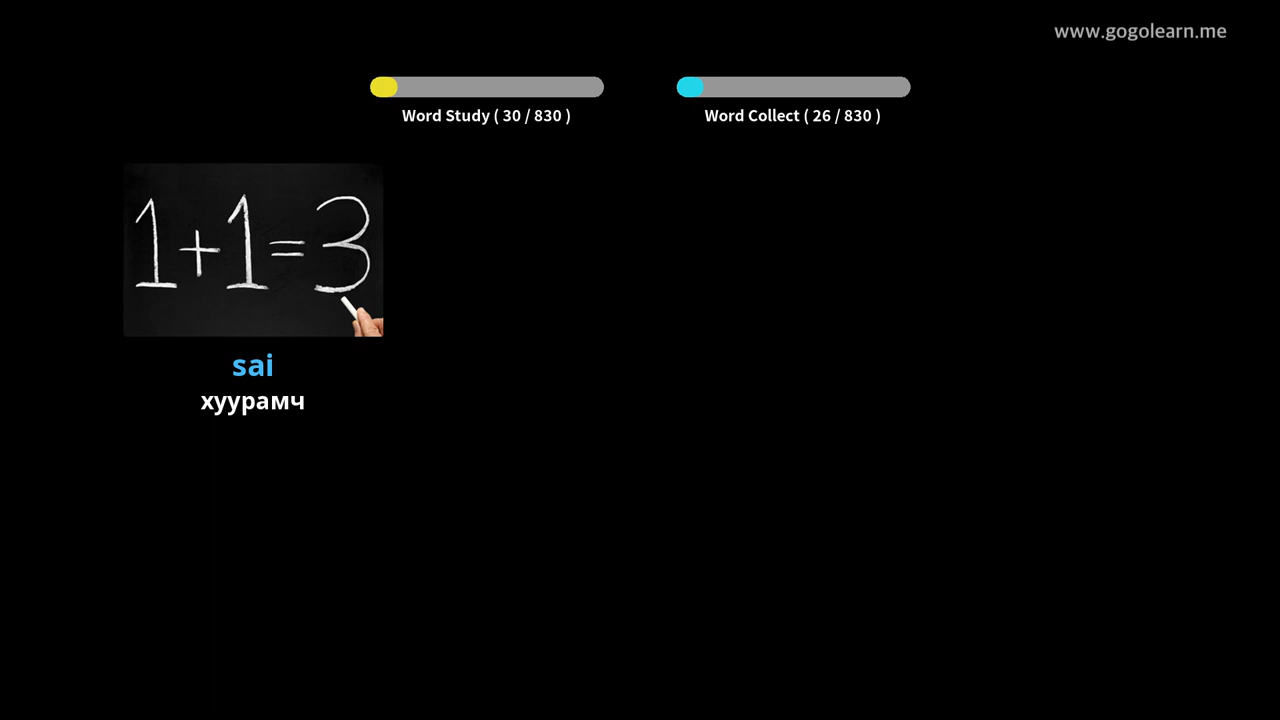 www.gogolearn.me
Word Study ( 30 / 830 )
Word Collect ( 26 / 830 )
1+1=3
sai
хуурамч